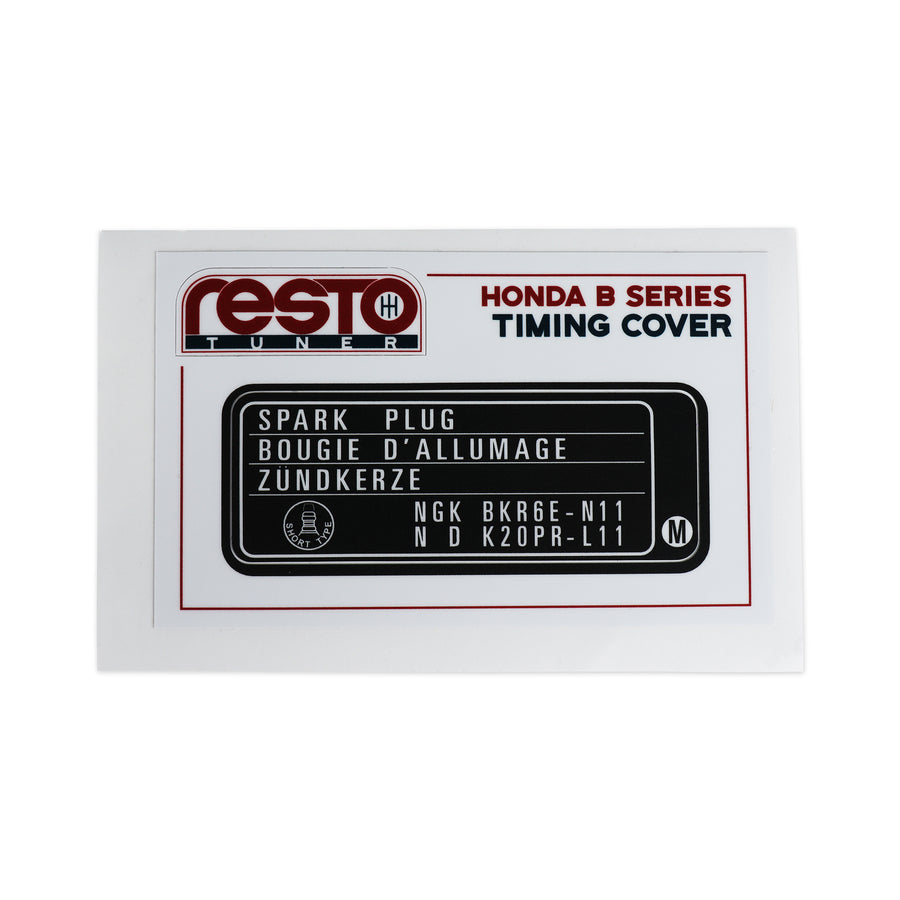 resto
TUNER
HONDA B SERIES
TIMING COVER
SPARK PLUG
BOUGIE D'ALLUMAGE
ZÜNDKERZE
SHORT TYPE
NGK BKR6E-N11
N D K20PR-L11
M